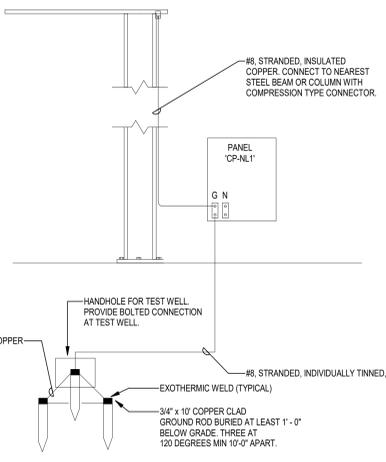 #8, STRANDED, INSULATED
COPPER. CONNECT TO NEAREST
STEEL BEAM OR COLUMN WITH
COMPRESSION TYPE CONNECTOR.
PANEL
'CP-NL1'
G N
HANDHOLE FOR TEST WELL.
PROVIDE BOLTED CONNECTION
AT TEST WELL.
OPPER
#8, STRANDED, INDIVIDUALLY TINNED,
EXOTHERMIC WELD (TYPICAL)
3/4" x 10' COPPER CLAD
GROUND ROD BURIED AT LEAST 1' - 0"
BELOW GRADE. THREE AT
120 DEGREES MIN 10'-0" APART.